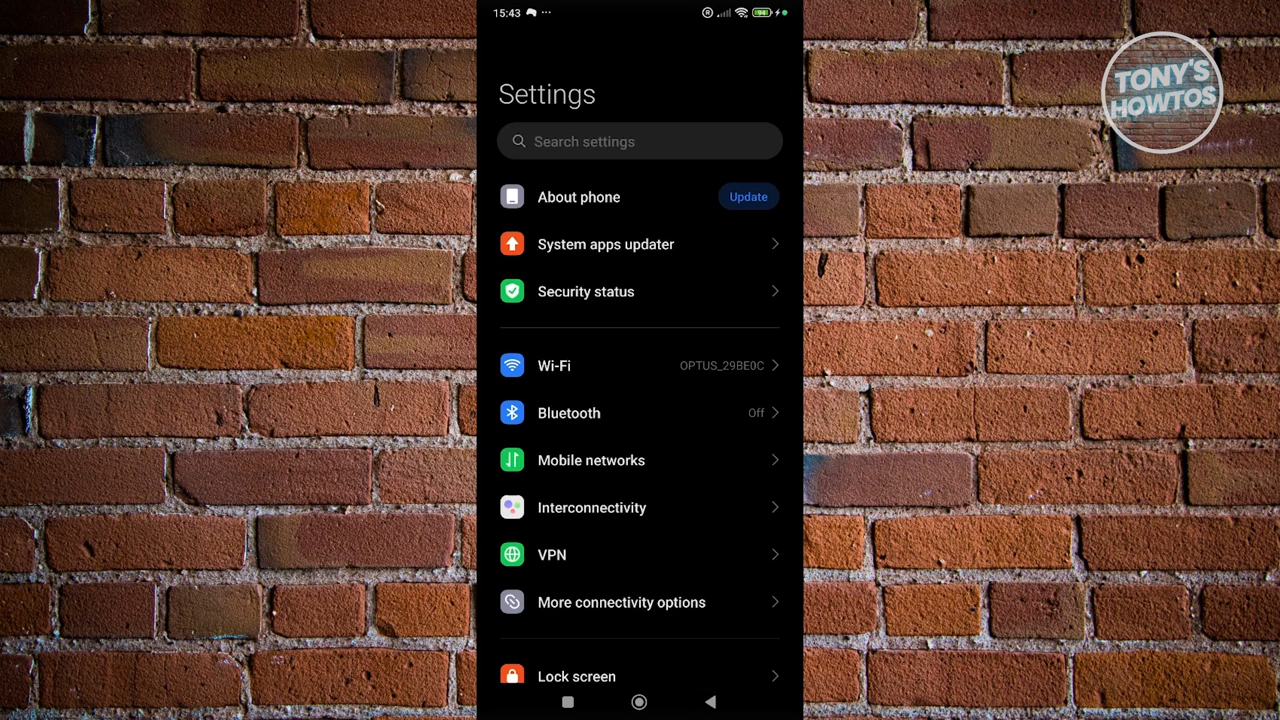 15:43
94
TONY'S
HOWTOS
Settings
Search settings
About phone
Update
System apps updater
Security status
Wi-Fi
OPTUS_29BE0C
Bluetooth
Off
Mobile networks
Interconnectivity
VPN
More connectivity options
Lock screen